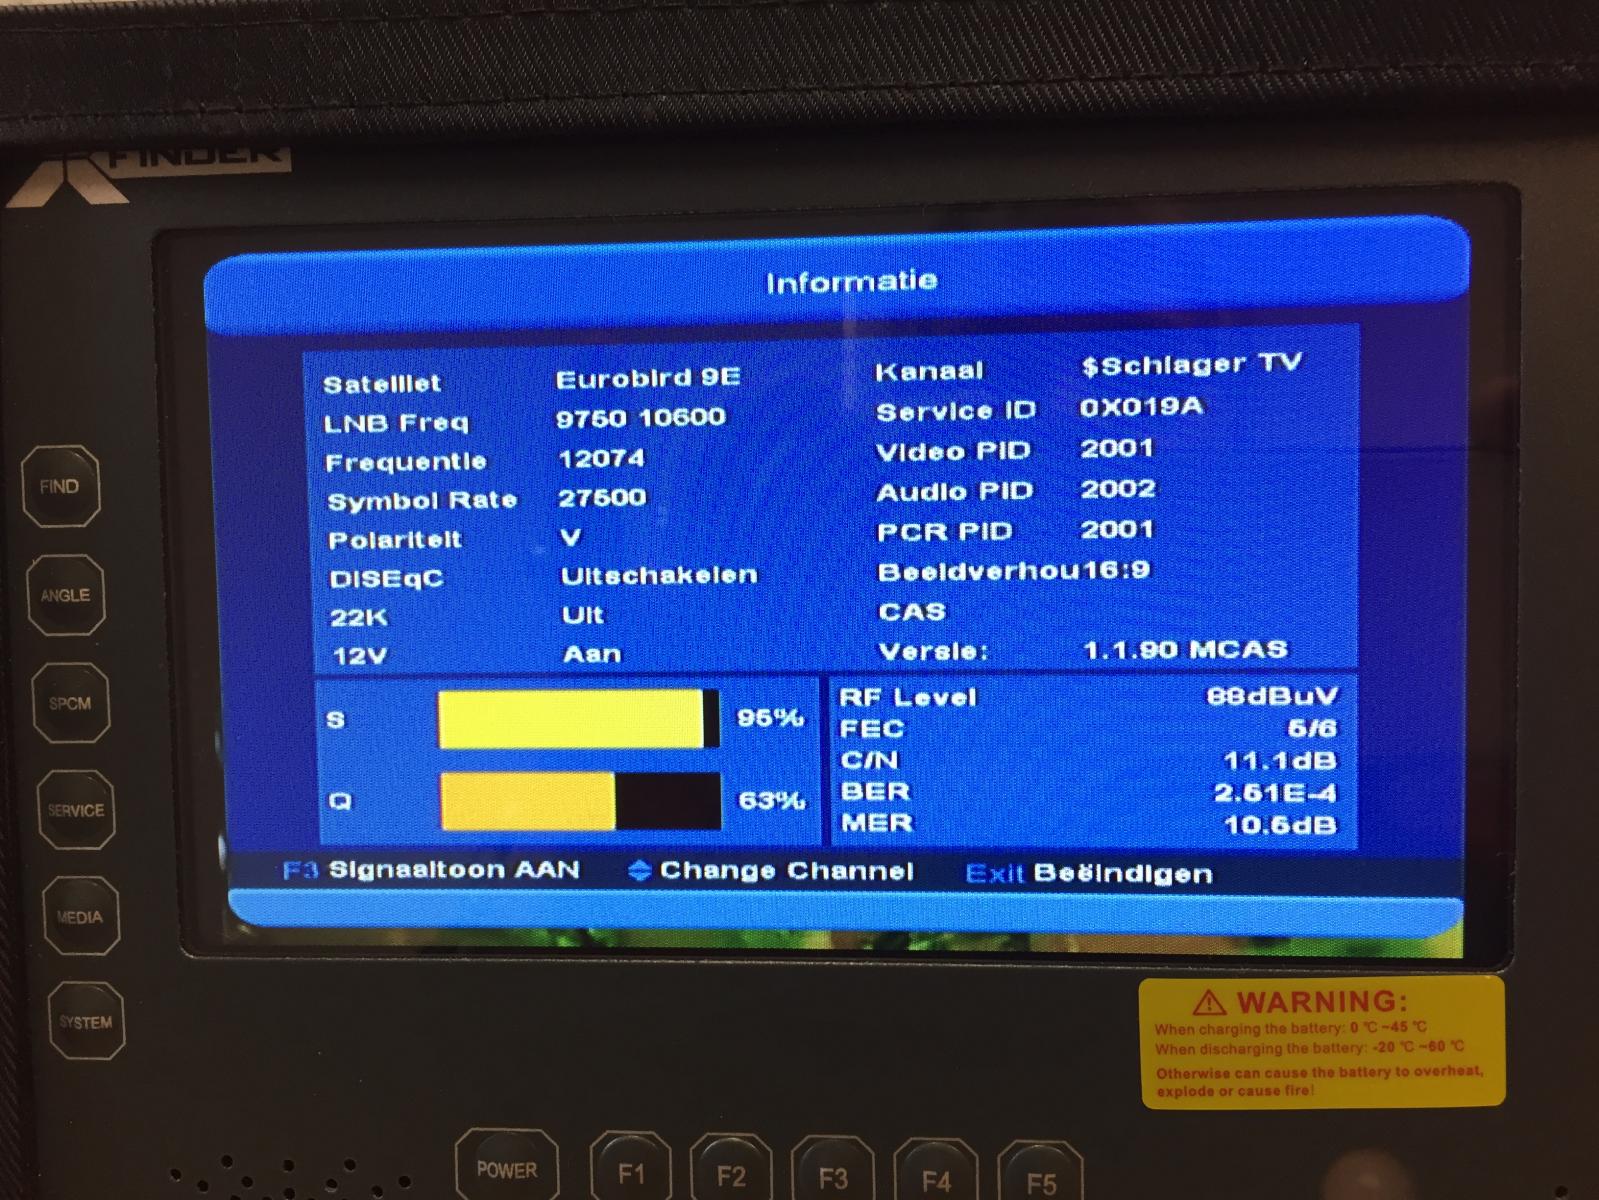 FINDER
Informatie
Satelliet Eurobird 9E
LNB Freq 9750 10600
Frequentie 12074
Symbol Rate 27500
Polariteit V
DISEqC Uitschakelen
22K Uit
12V Aan
Kanaal $Schlager TV
Service ID 0X019A
Video PID 2001
Audio PID 2002
PCR PID 2001
Beeldverhou16:9
CAS
Versie: 1.1.90 MCAS
S 95%
Q 63%
RF Level 88dBuV
FEC 5/6
C/N 11.1dB
BER 2.51E-4
MER 10.5dB
F3 Signaaltoon AAN Change Channel Exit Beëindigen
FIND
ANGLE
SPCM
SERVICE
MEDIA
SYSTEM
WARNING:
When charging the battery: 0 ℃ ~45 ℃
When discharging the battery: -20 ℃ ~60 ℃
Otherwise can cause the battery to overheat,
explode or cause fire!
POWER F1 F2 F3 F4 F5